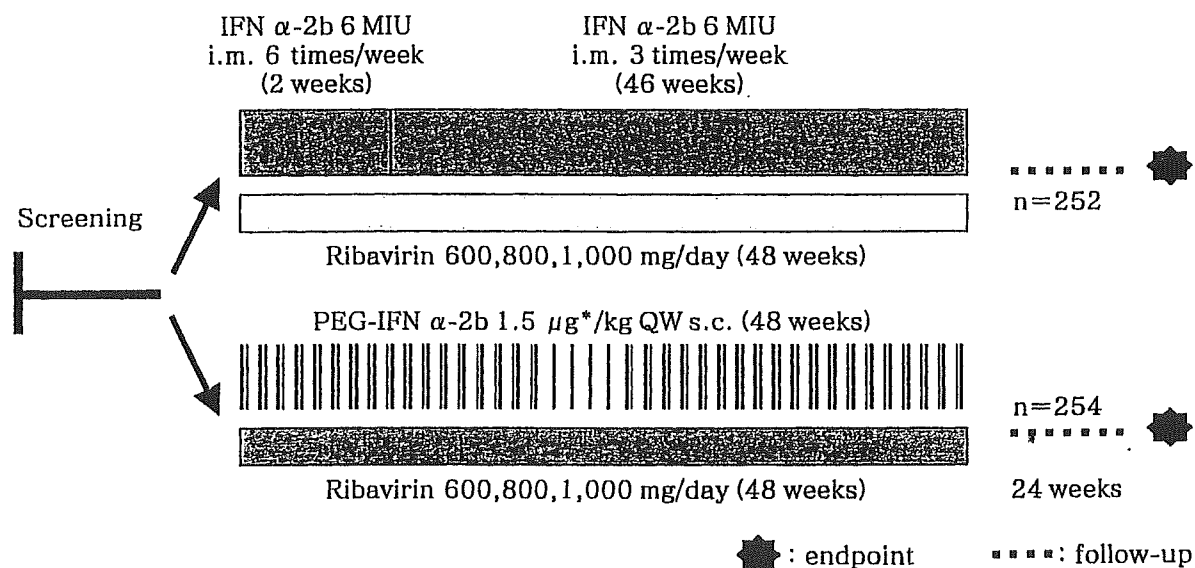 IFN α-2b 6 MIU
i.m. 6 times/week
(2 weeks)
IFN α-2b 6 MIU
i.m. 3 times/week
(46 weeks)
Screening
n=252
Ribavirin 600,800,1,000 mg/day (48 weeks)
PEG-IFN α-2b 1.5 μg*/kg QW s.c. (48 weeks)
n=254
Ribavirin 600,800,1,000 mg/day (48 weeks)
24 weeks
: endpoint
: follow-up